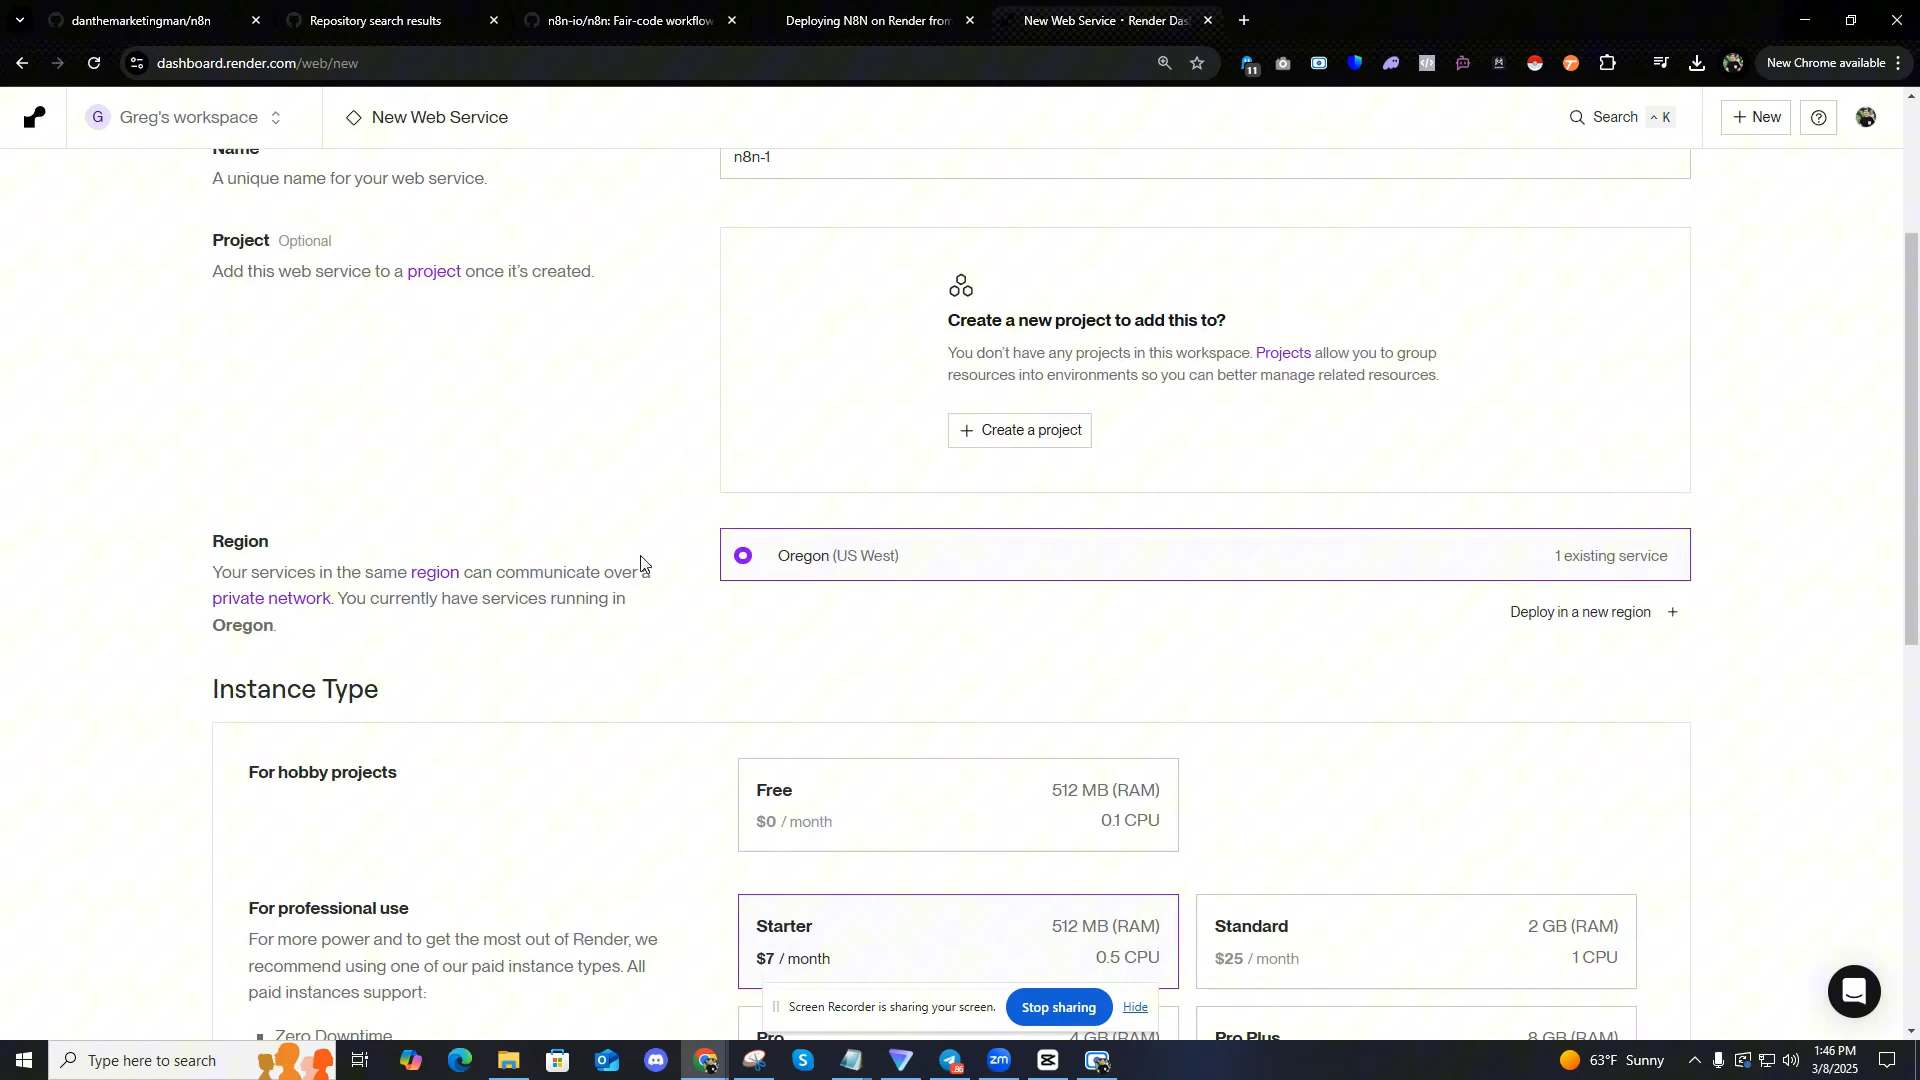 danthemarketingman/n8n
Repository search results
n8n-io/n8n: Fair-code workflow
Deploying N8N on Render from
New Web Service・Render Das
dashboard.render.com/web/new
11
New Chrome available
G
Greg's workspace
New Web Service
Search
^ K
+ New
Name
n8n-1
A unique name for your web service.
Project Optional
Add this web service to a project once it's created.
Create a new project to add this to?
You don't have any projects in this workspace. Projects allow you to group
resources into environments so you can better manage related resources.
+ Create a project
Region
Your services in the same region can communicate over a
private network. You currently have services running in
Oregon.
Oregon (US West)
1 existing service
Deploy in a new region +
Instance Type
For hobby projects
Free
512 MB (RAM)
$0 / month
0.1 CPU
For professional use
For more power and to get the most out of Render, we
recommend using one of our paid instance types. All
paid instances support:
Zero Downtime
Starter
512 MB (RAM)
$7 / month
0.5 CPU
Standard
2 GB (RAM)
$25 / month
1 CPU
Pro
4 GB (RAM)
Pro Plus
8 GB (RAM)
Screen Recorder is sharing your screen.
Stop sharing
Hide
Type here to search
86
zm
63°F Sunny
1:46 PM
3/8/2025